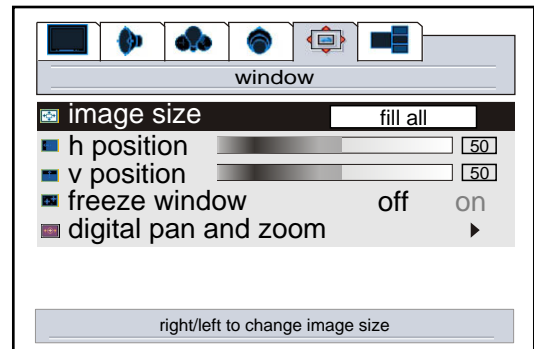 window
image size fill all
h position 50
v position 50
freeze window off on
digital pan and zoom
right/left to change image size